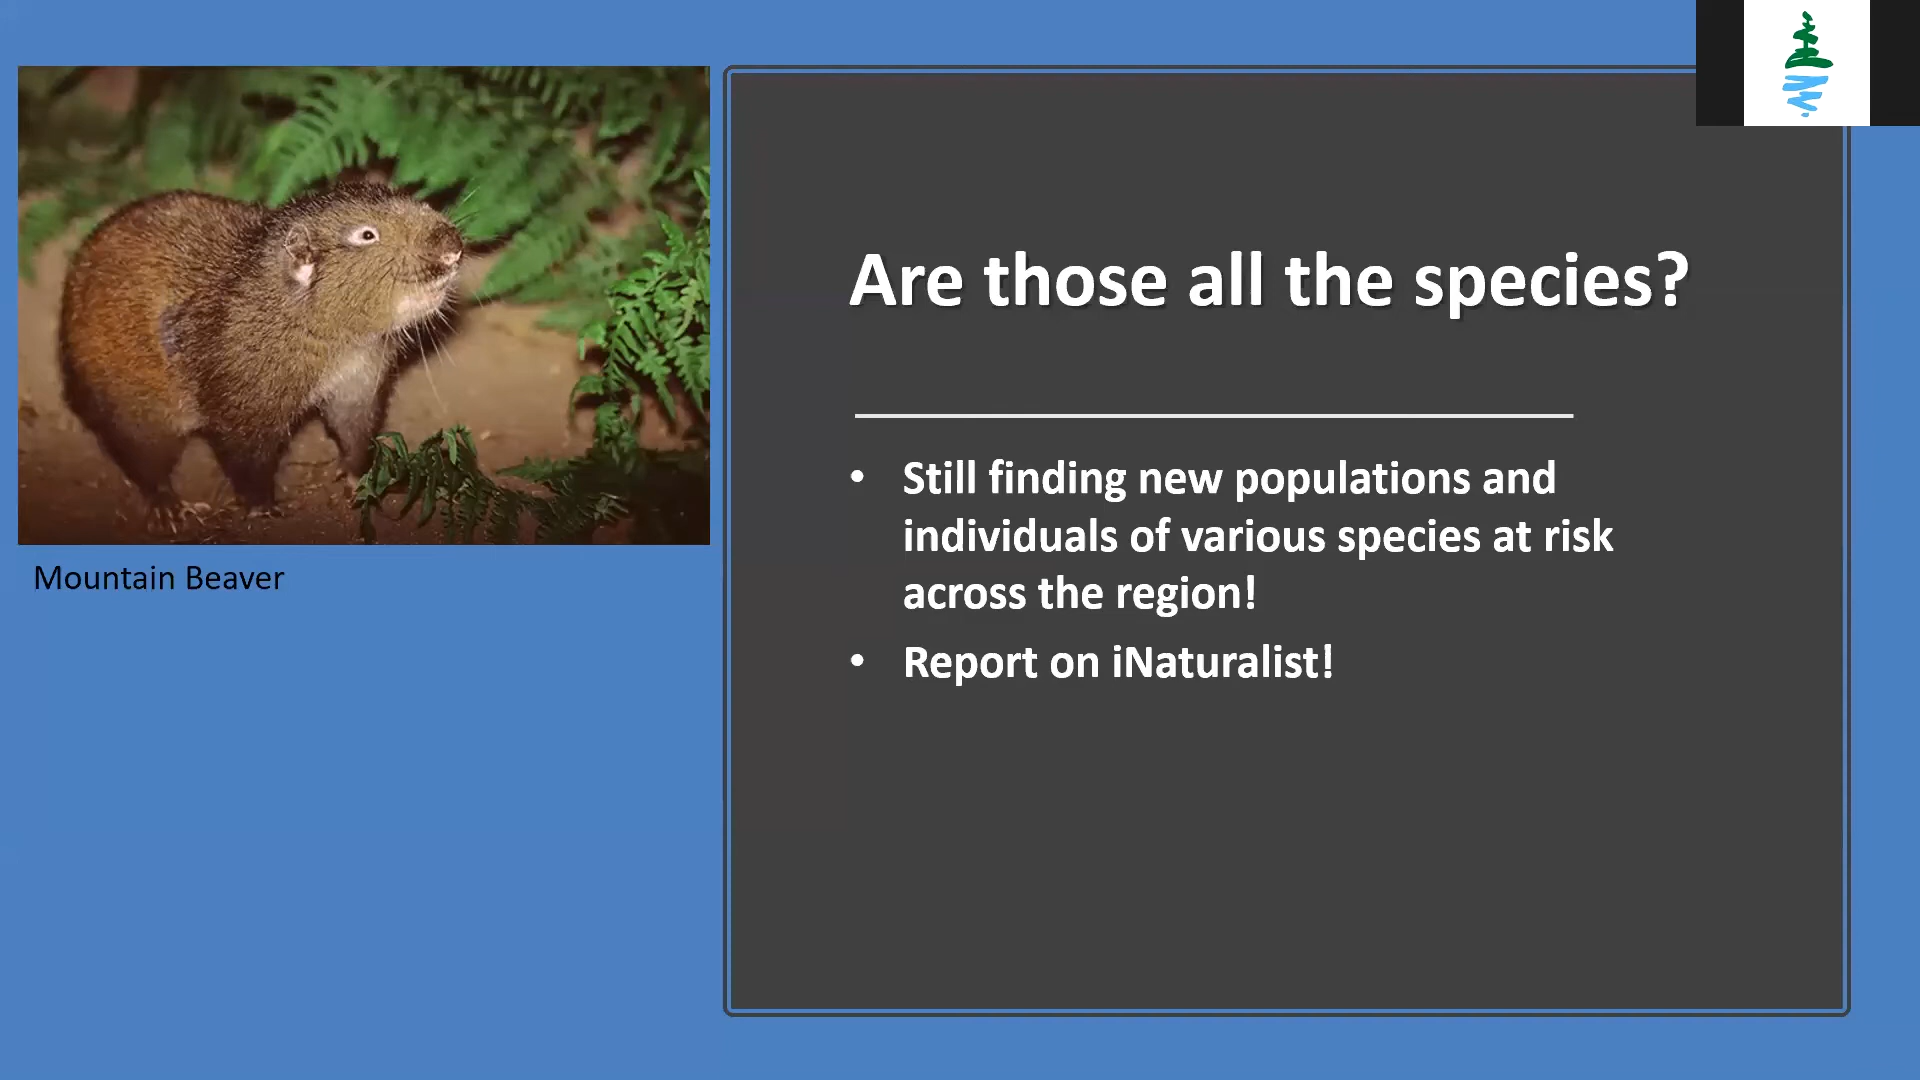 Are those all the species?
• Still finding new populations and
individuals of various species at risk
across the region!
• Report on iNaturalist!
Mountain Beaver